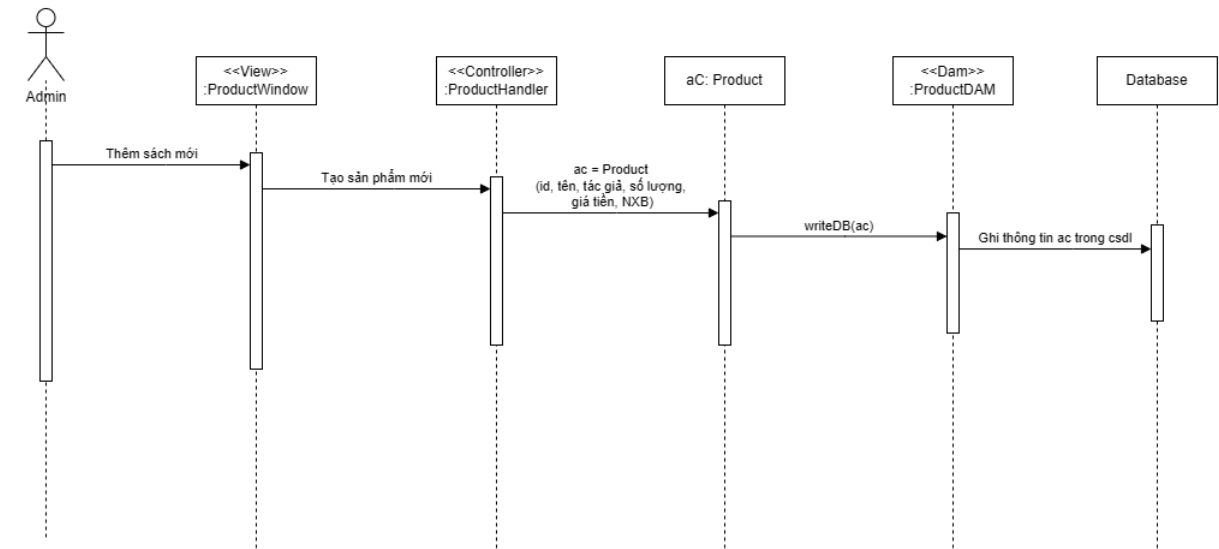 Admin
<<View>>
:ProductWindow
<<Controller>>
:ProductHandler
aC: Product
<<Dam>>
:ProductDAM
Database
Thêm sách mới
Tạo sản phẩm mới
ac = Product
(id, tên, tác giả, số lượng,
giá tiền, NXB)
writeDB(ac)
Ghi thông tin ac trong csdl